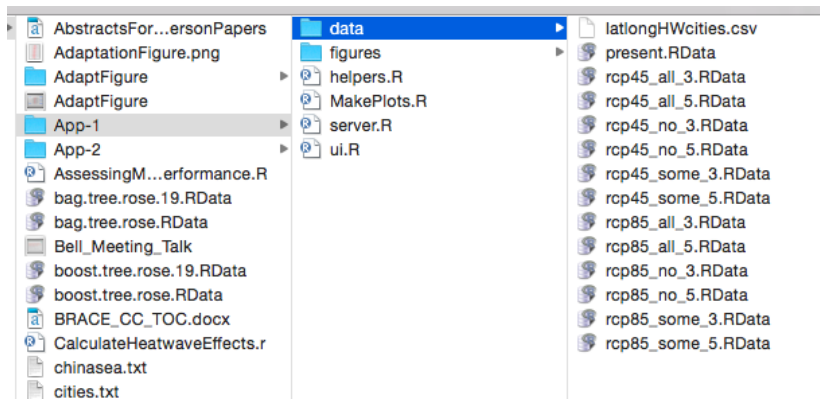 AbstractsFor...ersonPapers
AdaptationFigure.png
AdaptFigure
AdaptFigure
App-1
App-2
AssessingM...erformance.R
bag.tree.rose.19.RData
bag.tree.rose.RData
Bell_Meeting_Talk
boost.tree.rose.19.RData
boost.tree.rose.RData
BRACE_CC_TOC.docx
CalculateHeatwaveEffects.r
chinasea.txt
cities.txt
data
figures
helpers.R
MakePlots.R
server.R
ui.R
latlongHWcities.csv
present.RData
rcp45_all_3.RData
rcp45_all_5.RData
rcp45_no_3.RData
rcp45_no_5.RData
rcp45_some_3.RData
rcp45_some_5.RData
rcp85_all_3.RData
rcp85_all_5.RData
rcp85_no_3.RData
rcp85_no_5.RData
rcp85_some_3.RData
rcp85_some_5.RData